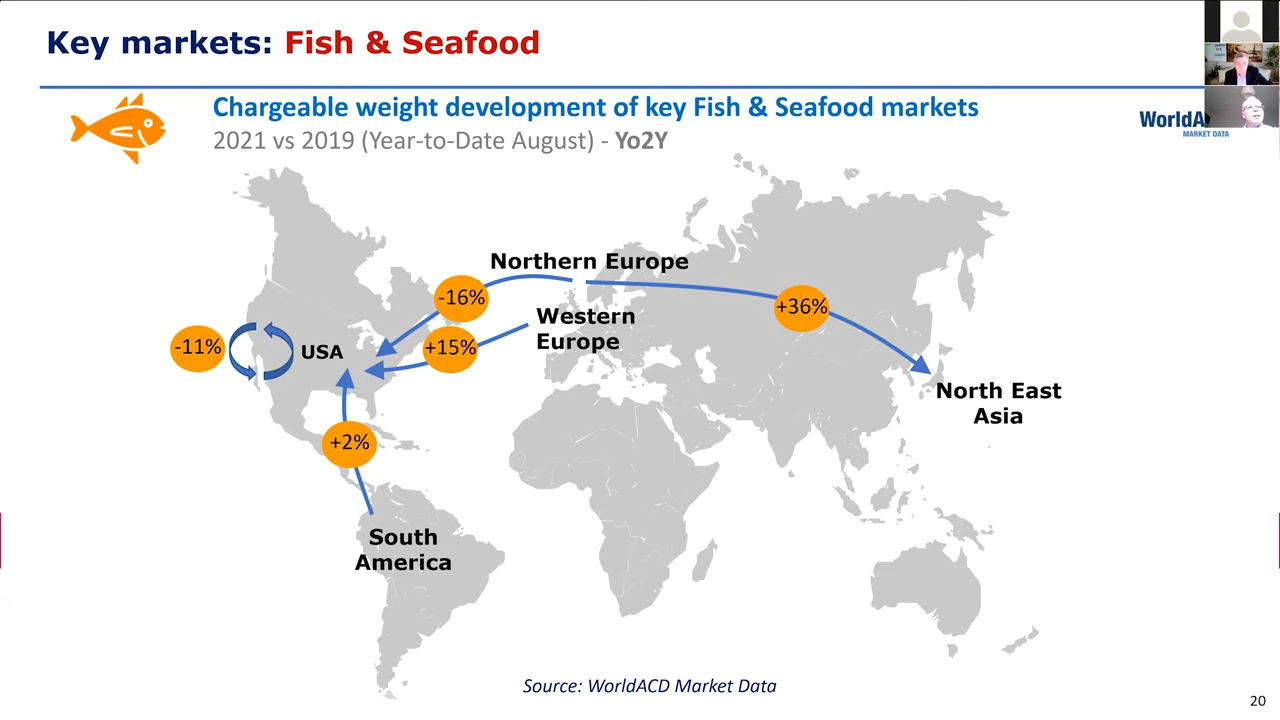 Key markets: Fish & Seafood
Chargeable weight development of key Fish & Seafood markets
2021 vs 2019 (Year-to-Date August) - Yo2Y
WorldA
MARKET DATA
Northern Europe
-16%
+36%
Western
Europe
-11%
USA
+15%
North East
Asia
+2%
South
America
Source: WorldACD Market Data
20